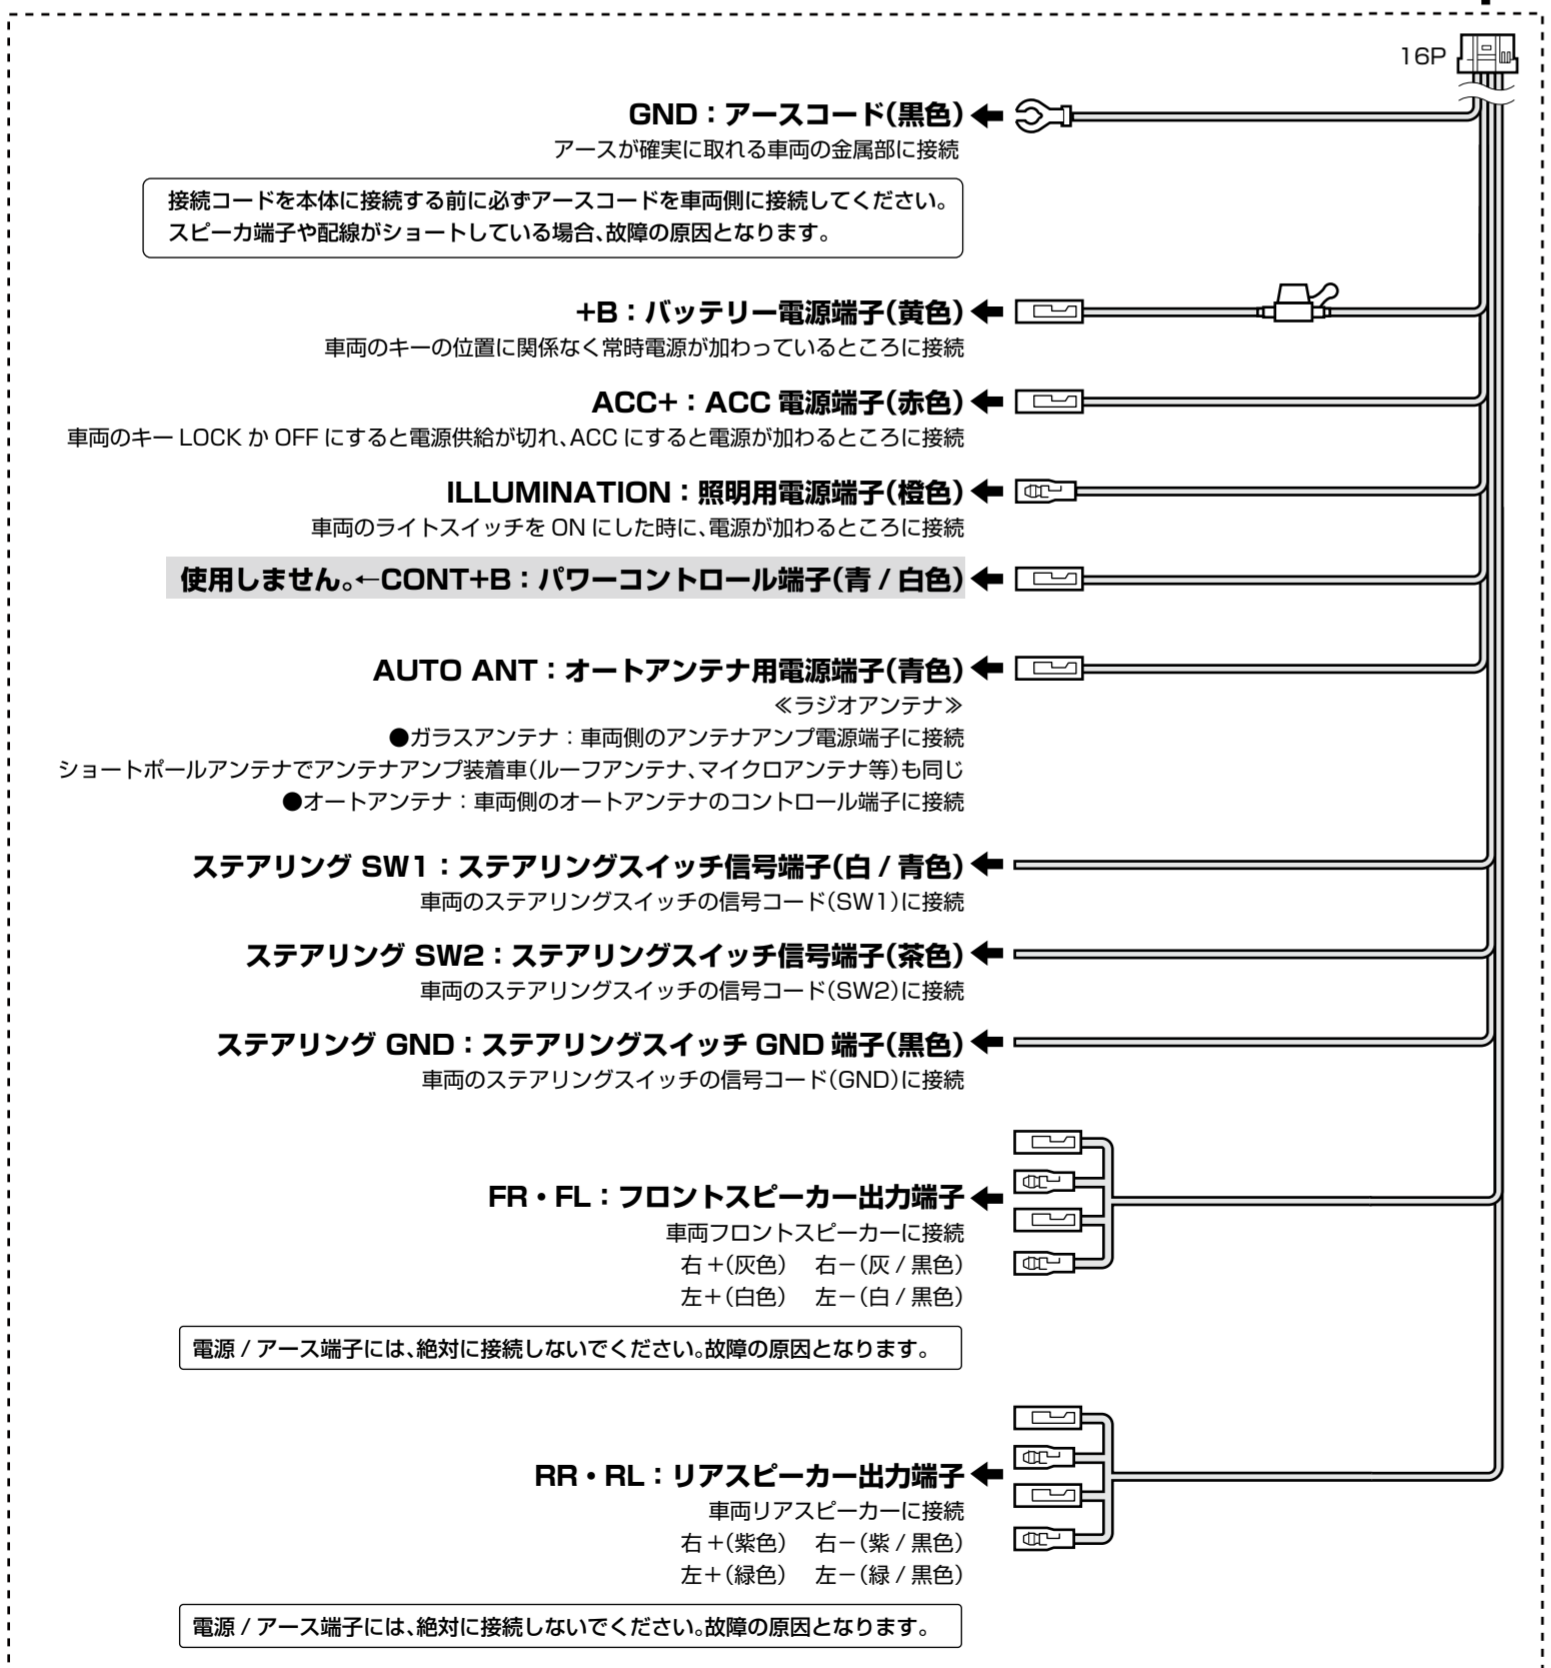 16P
GND：アースコード（黒色）
アースが確実に取れる車両の金属部に接続
接続コードを本体に接続する前に必ずアースコードを車両側に接続してください。
スピーカ端子や配線がショートしている場合、故障の原因となります。
+B：バッテリー電源端子（黄色）
車両のキーの位置に関係なく常時電源が加わっているところに接続
ACC+：ACC 電源端子（赤色）
車両のキー LOCK か OFF にすると電源供給が切れ、ACC にすると電源が加わるところに接続
ILLUMINATION：照明用電源端子（橙色）
車両のライトスイッチを ON にした時に、電源が加わるところに接続
使用しません。←CONT+B：パワーコントロール端子（青 / 白色）
AUTO ANT：オートアンテナ用電源端子（青色）
≪ラジオアンテナ≫
●ガラスアンテナ：車両側のアンテナアンプ電源端子に接続
ショートポールアンテナでアンテナアンプ装着車（ルーフアンテナ、マイクロアンテナ等）も同じ
●オートアンテナ：車両側のオートアンテナのコントロール端子に接続
ステアリング SW1：ステアリングスイッチ信号端子（白 / 青色）
車両のステアリングスイッチの信号コード（SW1）に接続
ステアリング SW2：ステアリングスイッチ信号端子（茶色）
車両のステアリングスイッチの信号コード（SW2）に接続
ステアリング GND：ステアリングスイッチ GND 端子（黒色）
車両のステアリングスイッチの信号コード（GND）に接続
FR・FL：フロントスピーカー出力端子
車両フロントスピーカーに接続
右＋（灰色）　右−（灰 / 黒色）
左＋（白色）　左−（白 / 黒色）
電源 / アース端子には、絶対に接続しないでください。故障の原因となります。
RR・RL：リアスピーカー出力端子
車両リアスピーカーに接続
右＋（紫色）　右−（紫 / 黒色）
左＋（緑色）　左−（緑 / 黒色）
電源 / アース端子には、絶対に接続しないでください。故障の原因となります。